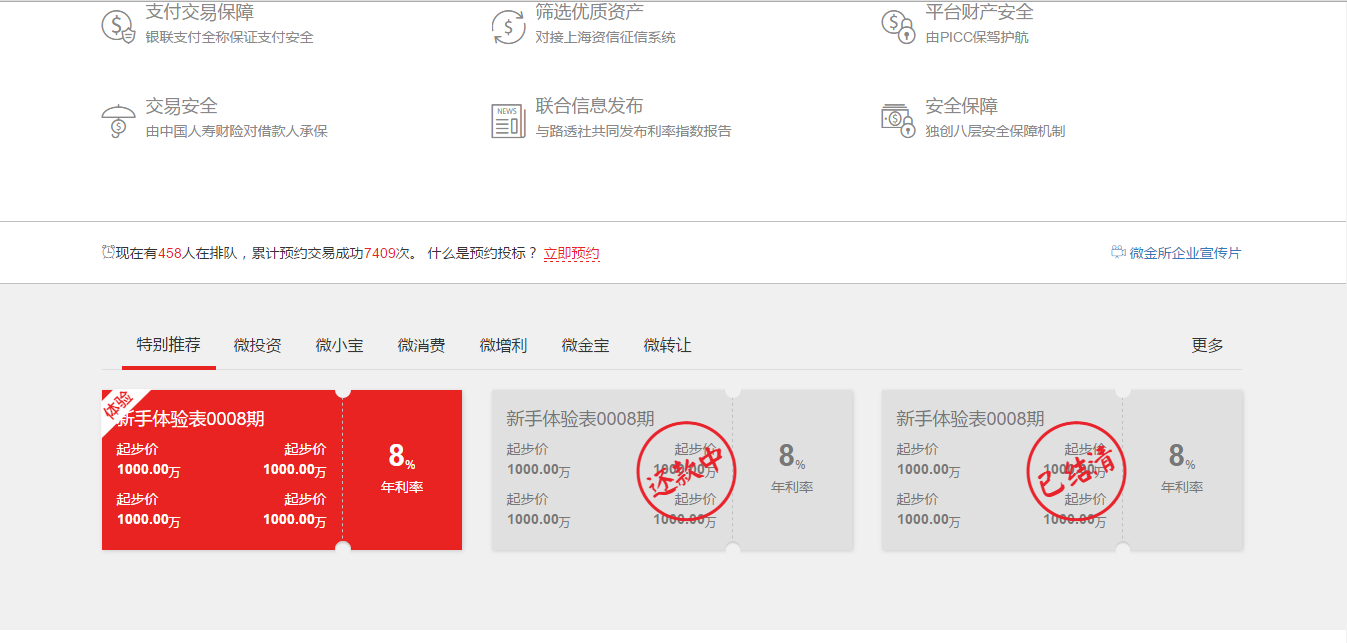 支付交易保障 筛选优质资产 平台财产安全
银联支付全称保证支付安全 对接上海资信征信系统 由PICC保驾护航
交易安全 NEWS 联合信息发布 安全保障
由中国人寿财险对借款人承保 与路透社共同发布利率指数报告 独创八层安全保障机制
现在有458人在排队，累计预约交易成功7409次。 什么是预约投标？ 立即预约 微金所企业宣传片
特别推荐 微投资 微小宝 微消费 微增利 微金宝 微转让 更多
体验
新手体验表0008期
起步价 起步价
1000.00万 1000.00万
8%
年利率
起步价 起步价
1000.00万 1000.00万
新手体验表0008期
起步价 起步价
1000.00万 1000.00万
还款中
8%
年利率
起步价 起步价
1000.00万 1000.00万
新手体验表0008期
起步价 起步价
1000.00万 1000.00万
已结清
8%
年利率
起步价 起步价
1000.00万 1000.00万